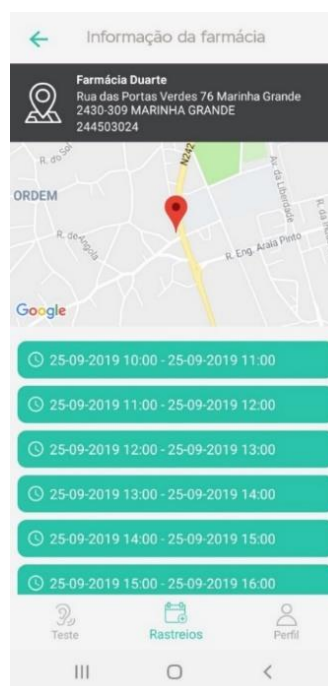 Informação da farmácia
Farmácia Duarte
Rua das Portas Verdes 76 Marinha Grande
2430-309 MARINHA GRANDE
244503024
R. do Sol
N242
Av. da Liberdade
ORDEM
R. de Angola
R. Eng. Arala Pinto
Google
25-09-2019 10:00 - 25-09-2019 11:00
25-09-2019 11:00 - 25-09-2019 12:00
25-09-2019 12:00 - 25-09-2019 13:00
25-09-2019 13:00 - 25-09-2019 14:00
25-09-2019 14:00 - 25-09-2019 15:00
25-09-2019 15:00 - 25-09-2019 16:00
Teste
Rastreios
Perfil